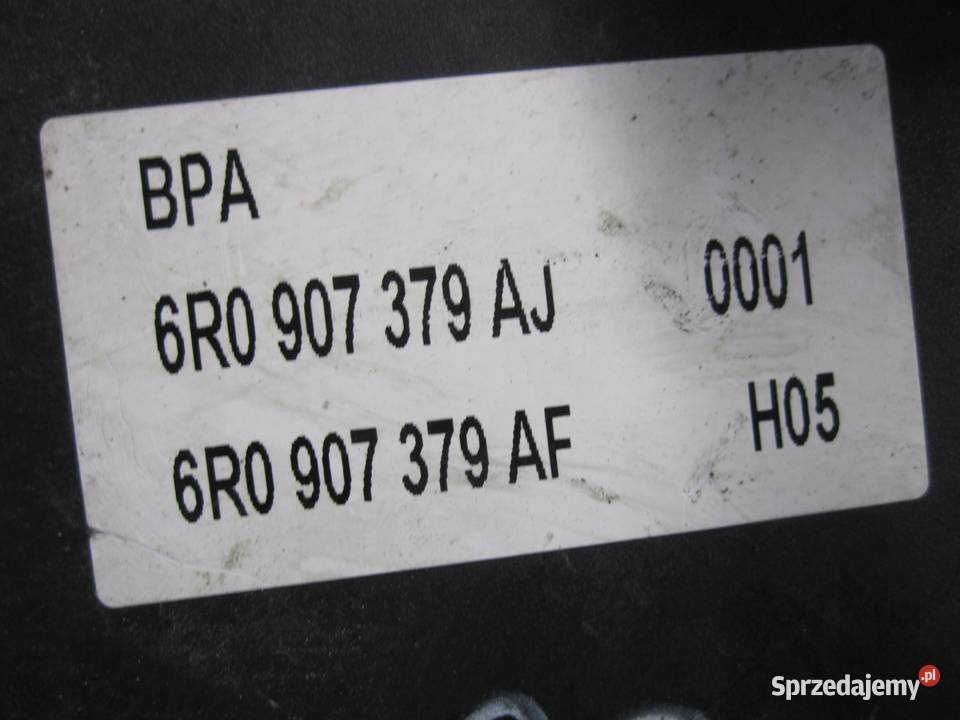 BPA
6R0 907 379 AJ 0001
6R0 907 379 AF H05
Sprzedajemy.pl